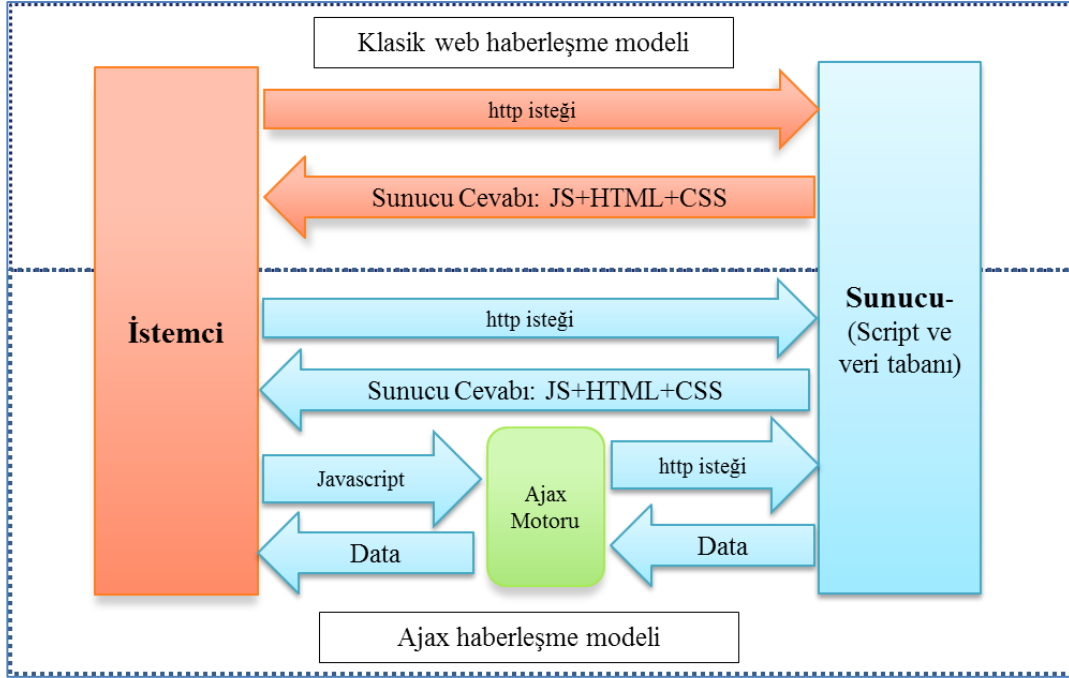 Klasik web haberleşme modeli
http isteği
Sunucu Cevabı: JS+HTML+CSS
İstemci
Sunucu-
(Script ve
veri tabanı)
http isteği
Sunucu Cevabı: JS+HTML+CSS
Javascript
Ajax
Motoru
http isteği
Data
Data
Ajax haberleşme modeli